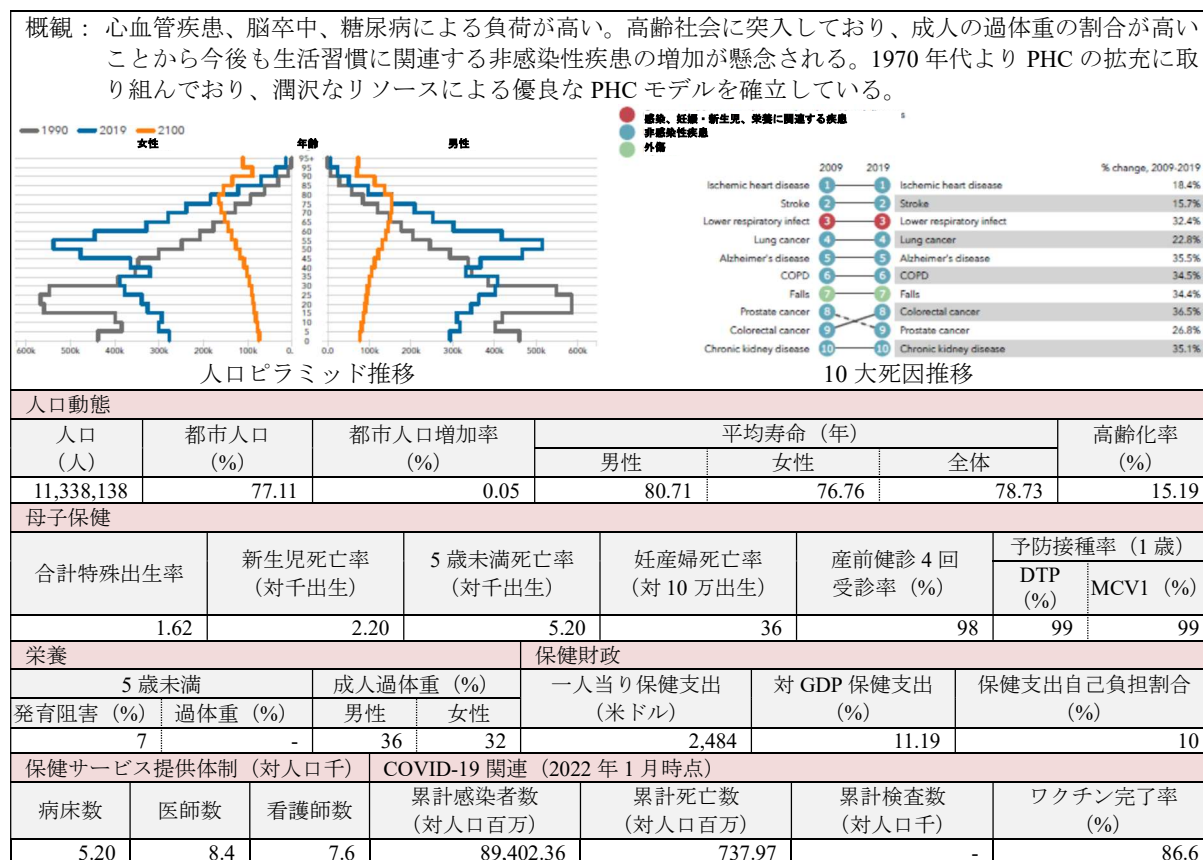 概観： 心血管疾患、脳卒中、糖尿病による負荷が高い。高齢社会に突入しており、成人の過体重の割合が高い
ことから今後も生活習慣に関連する非感染性疾患の増加が懸念される。1970 年代より PHC の拡充に取
り組んでおり、潤沢なリソースによる優良な PHC モデルを確立している。
1990 2019 2100
女性 年齢 男性
95+
95
90
85
80
75
70
65
60
55
50
45
40
35
30
25
20
15
10
5
0
600k 500k 400k 300k 200k 100k 0. 0 100k 200k 300k 400k 500k 600k
人口ピラミッド推移
感染、妊娠・新生児、栄養に関連する疾患
非感染性疾患
外傷
2009 2019 % change, 2009-2019
Ischemic heart disease 1 1 Ischemic heart disease 18.4%
Stroke 2 2 Stroke 15.7%
Lower respiratory infect 3 3 Lower respiratory infect 32.4%
Lung cancer 4 4 Lung cancer 22.8%
Alzheimer's disease 5 5 Alzheimer's disease 35.5%
COPD 6 6 COPD 34.5%
Falls 7 7 Falls 34.4%
Prostate cancer 8 8 Colorectal cancer 36.5%
Colorectal cancer 9 9 Prostate cancer 26.8%
Chronic kidney disease 10 10 Chronic kidney disease 35.1%
10 大死因推移
人口動態
人口 都市人口 都市人口増加率 平均寿命（年） 高齢化率
（人） (%) (%) 男性 女性 全体 (%)
11,338,138 77.11 0.05 80.71 76.76 78.73 15.19
母子保健
合計特殊出生率 新生児死亡率 5 歳未満死亡率 妊産婦死亡率 産前健診 4 回 予防接種率（1 歳）
（対千出生） （対千出生） （対 10 万出生） 受診率（%） DTP (%) MCV1（%）
1.62 2.20 5.20 36 98 99 99
栄養 保健財政
5 歳未満 成人過体重（%） 一人当り保健支出 対 GDP 保健支出 保健支出自己負担割合
発育阻害（%） 過体重（%） 男性 女性 （米ドル） (%) (%)
7 - 36 32 2,484 11.19 10
保健サービス提供体制（対人口千） COVID-19 関連（2022 年 1 月時点）
病床数 医師数 看護師数 累計感染者数 累計死亡数 累計検査数 ワクチン完了率
（対人口百万） （対人口百万） （対人口千） (%)
5.20 8.4 7.6 89,402.36 737.97 - 86.6